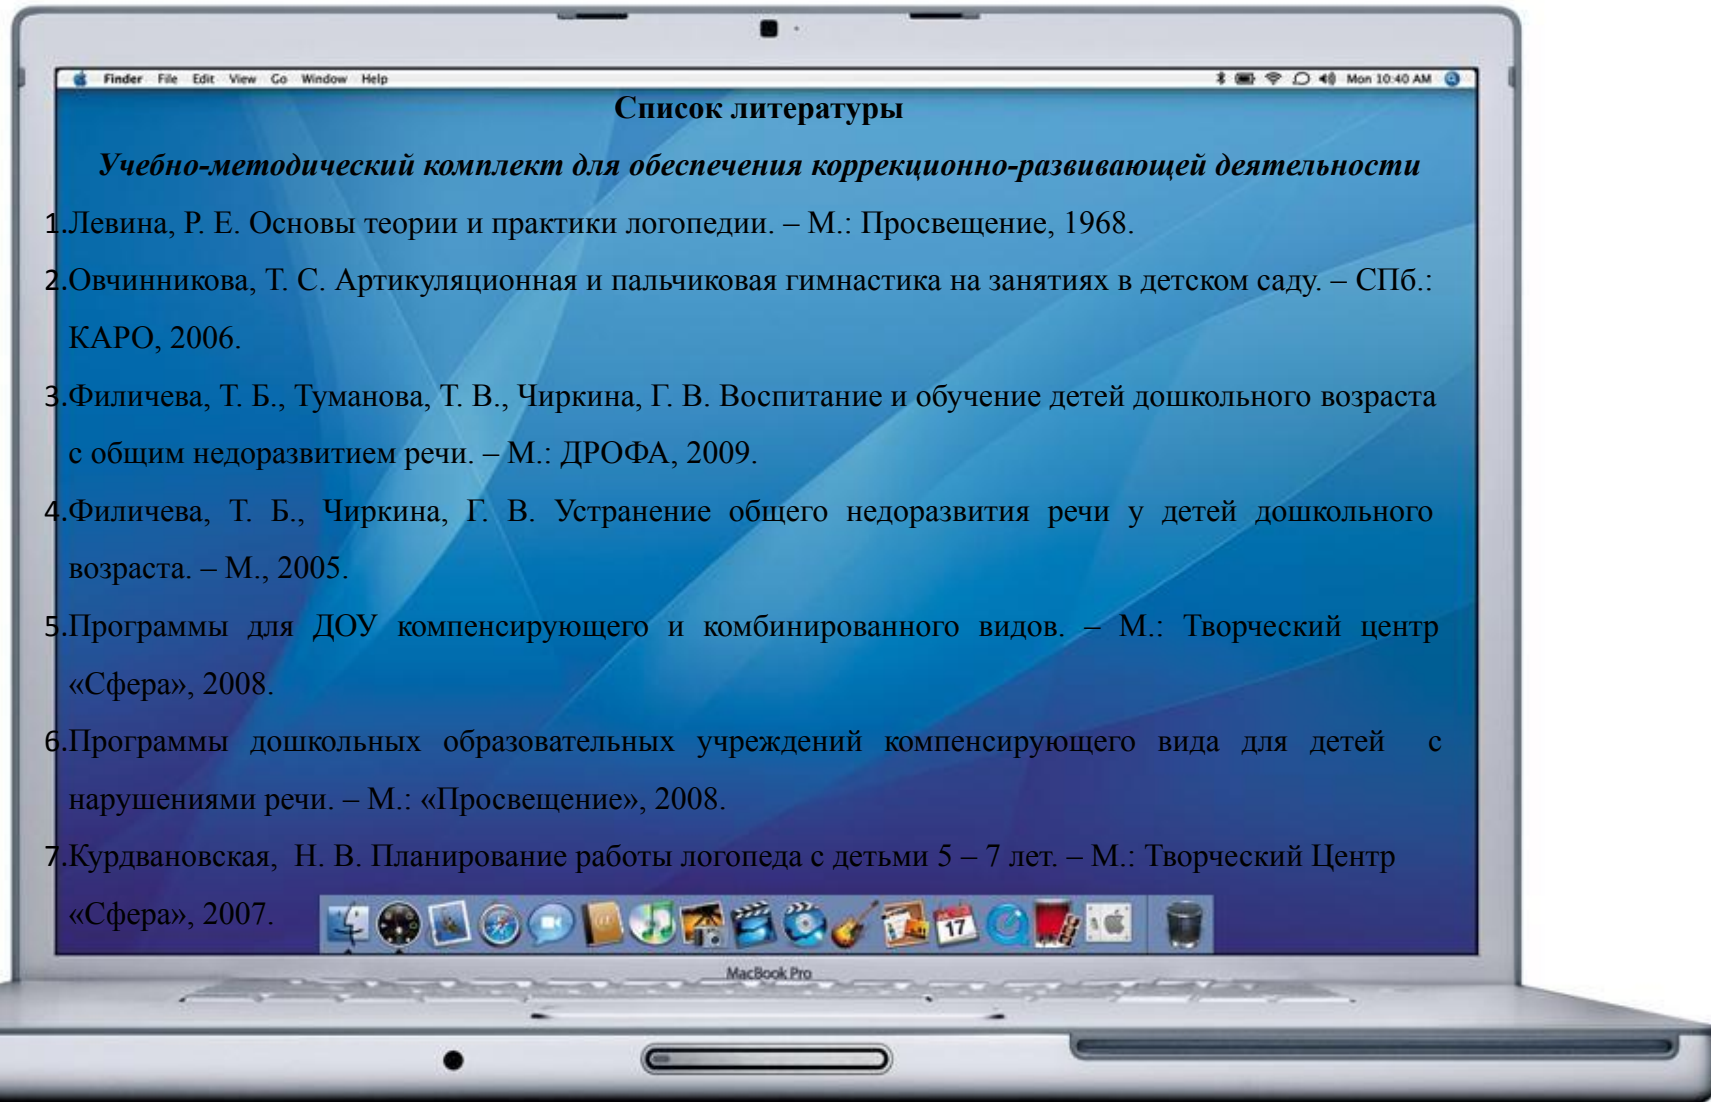 Finder File Edit View Go Window Help Mon 10:40 AM
Список литературы
Учебно-методический комплект для обеспечения коррекционно-развивающей деятельности
1.Левина, Р. Е. Основы теории и практики логопедии. – М.: Просвещение, 1968.
2.Овчинникова, Т. С. Артикуляционная и пальчиковая гимнастика на занятиях в детском саду. – СПб.:
КАРО, 2006.
3.Филичева, Т. Б., Туманова, Т. В., Чиркина, Г. В. Воспитание и обучение детей дошкольного возраста
с общим недоразвитием речи. – М.: ДРОФА, 2009.
4.Филичева, Т. Б., Чиркина, Г. В. Устранение общего недоразвития речи у детей дошкольного
возраста. – М., 2005.
5.Программы для ДОУ компенсирующего и комбинированного видов. – М.: Творческий центр
«Сфера», 2008.
6.Программы дошкольных образовательных учреждений компенсирующего вида для детей с
нарушениями речи. – М.: «Просвещение», 2008.
7.Курдвановская, Н. В. Планирование работы логопеда с детьми 5 – 7 лет. – М.: Творческий Центр
«Сфера», 2007.
17
MacBook Pro